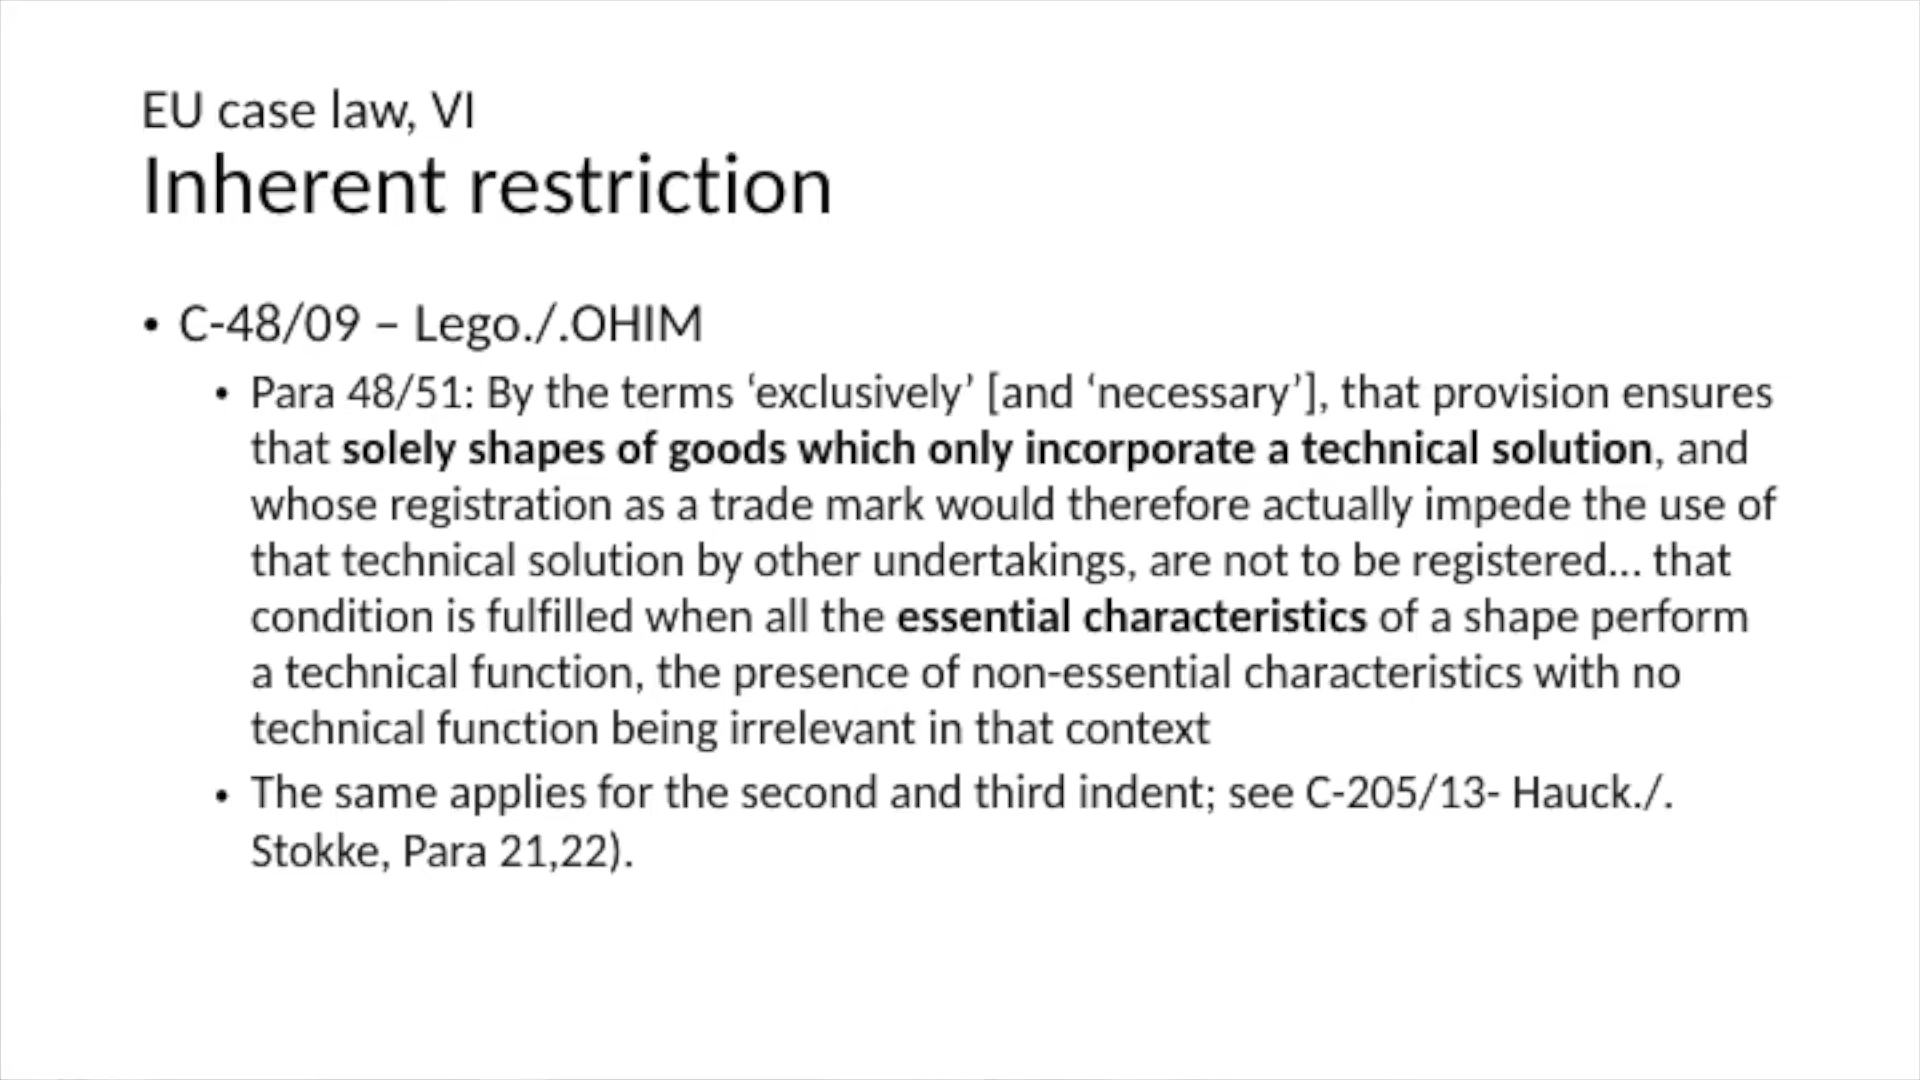 EU case law, VI
Inherent restriction
• C-48/09 – Lego./.OHIM
• Para 48/51: By the terms ‘exclusively’ [and ‘necessary’], that provision ensures
that solely shapes of goods which only incorporate a technical solution, and
whose registration as a trade mark would therefore actually impede the use of
that technical solution by other undertakings, are not to be registered... that
condition is fulfilled when all the essential characteristics of a shape perform
a technical function, the presence of non-essential characteristics with no
technical function being irrelevant in that context
• The same applies for the second and third indent; see C-205/13- Hauck./.
Stokke, Para 21,22).